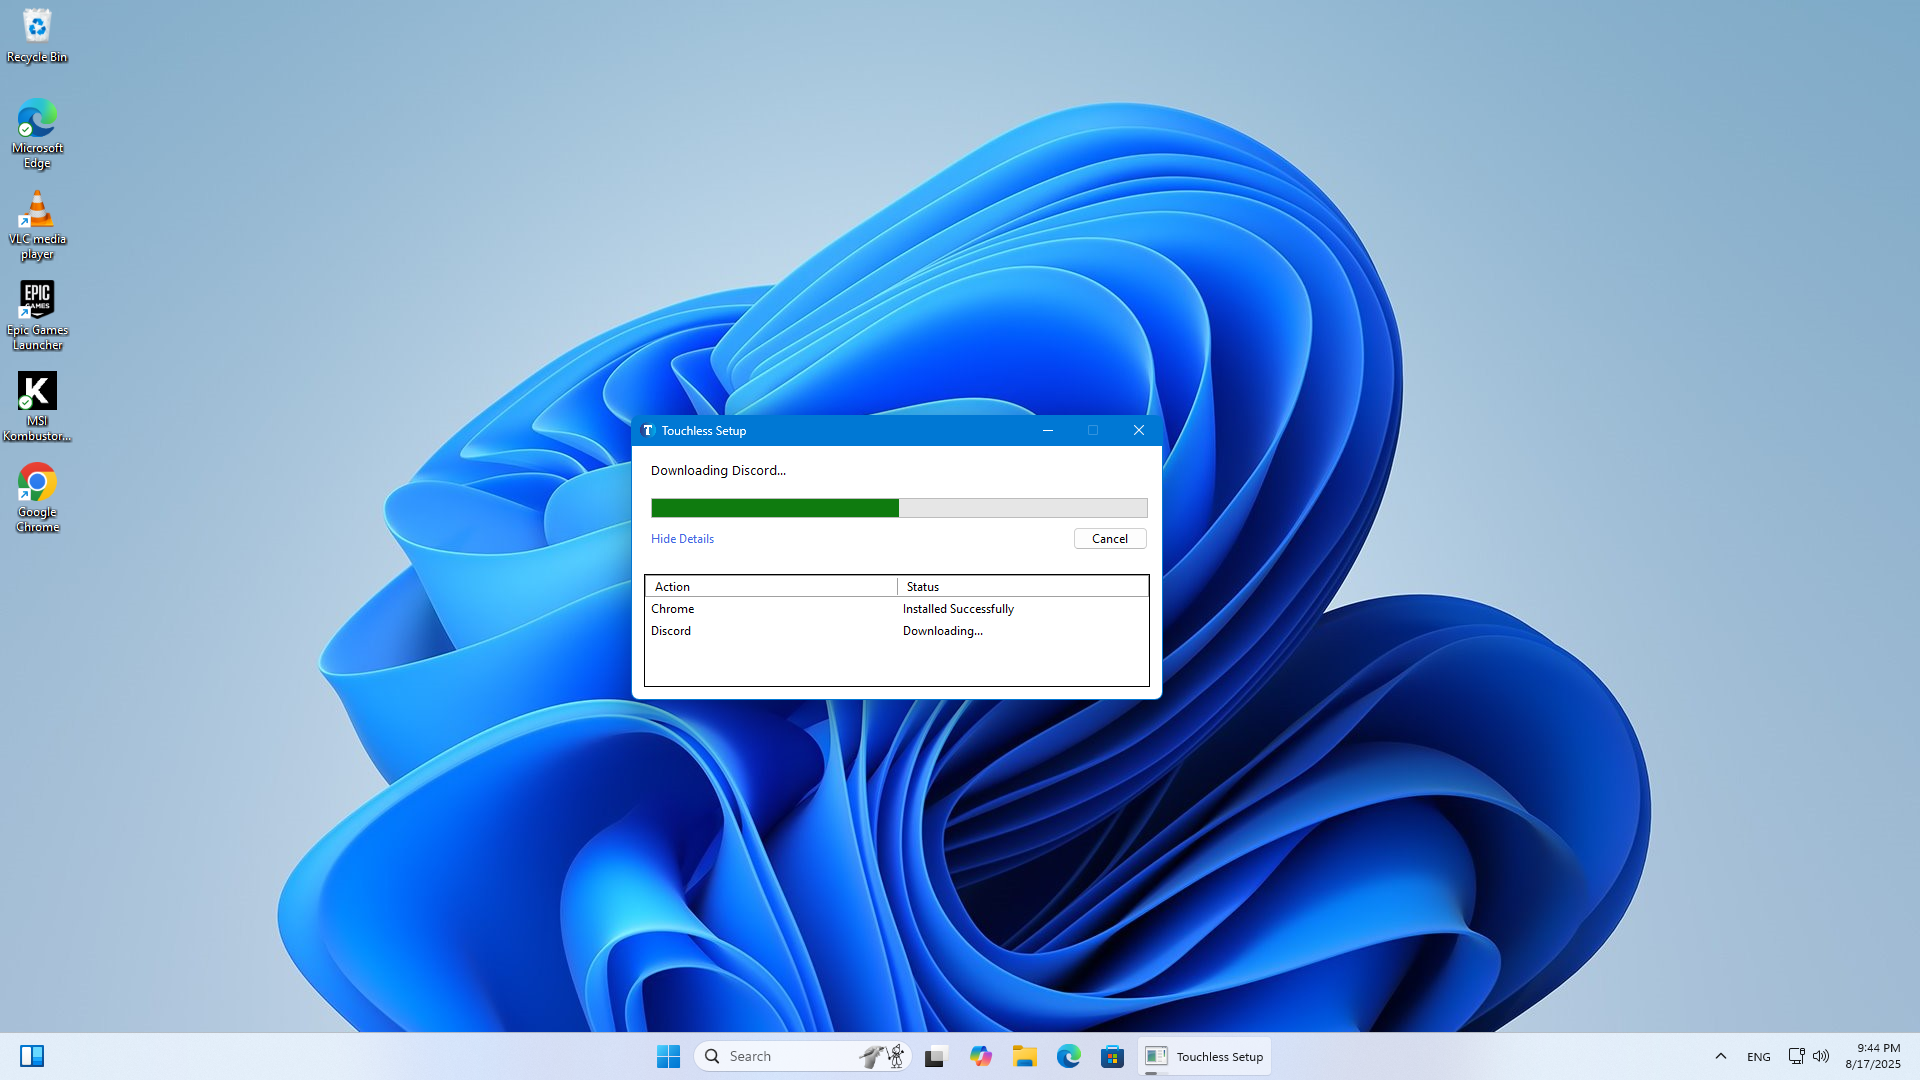 Recycle Bin
Microsoft
Edge
VLC media
player
EPIC
GAMES
Epic Games
Launcher
K
MSI
Kombustor...
Google
Chrome
T Touchless Setup
Downloading Discord...
Hide Details
Cancel
Action Status
Chrome Installed Successfully
Discord Downloading...
Search
Touchless Setup
ENG
9:44 PM
8/17/2025